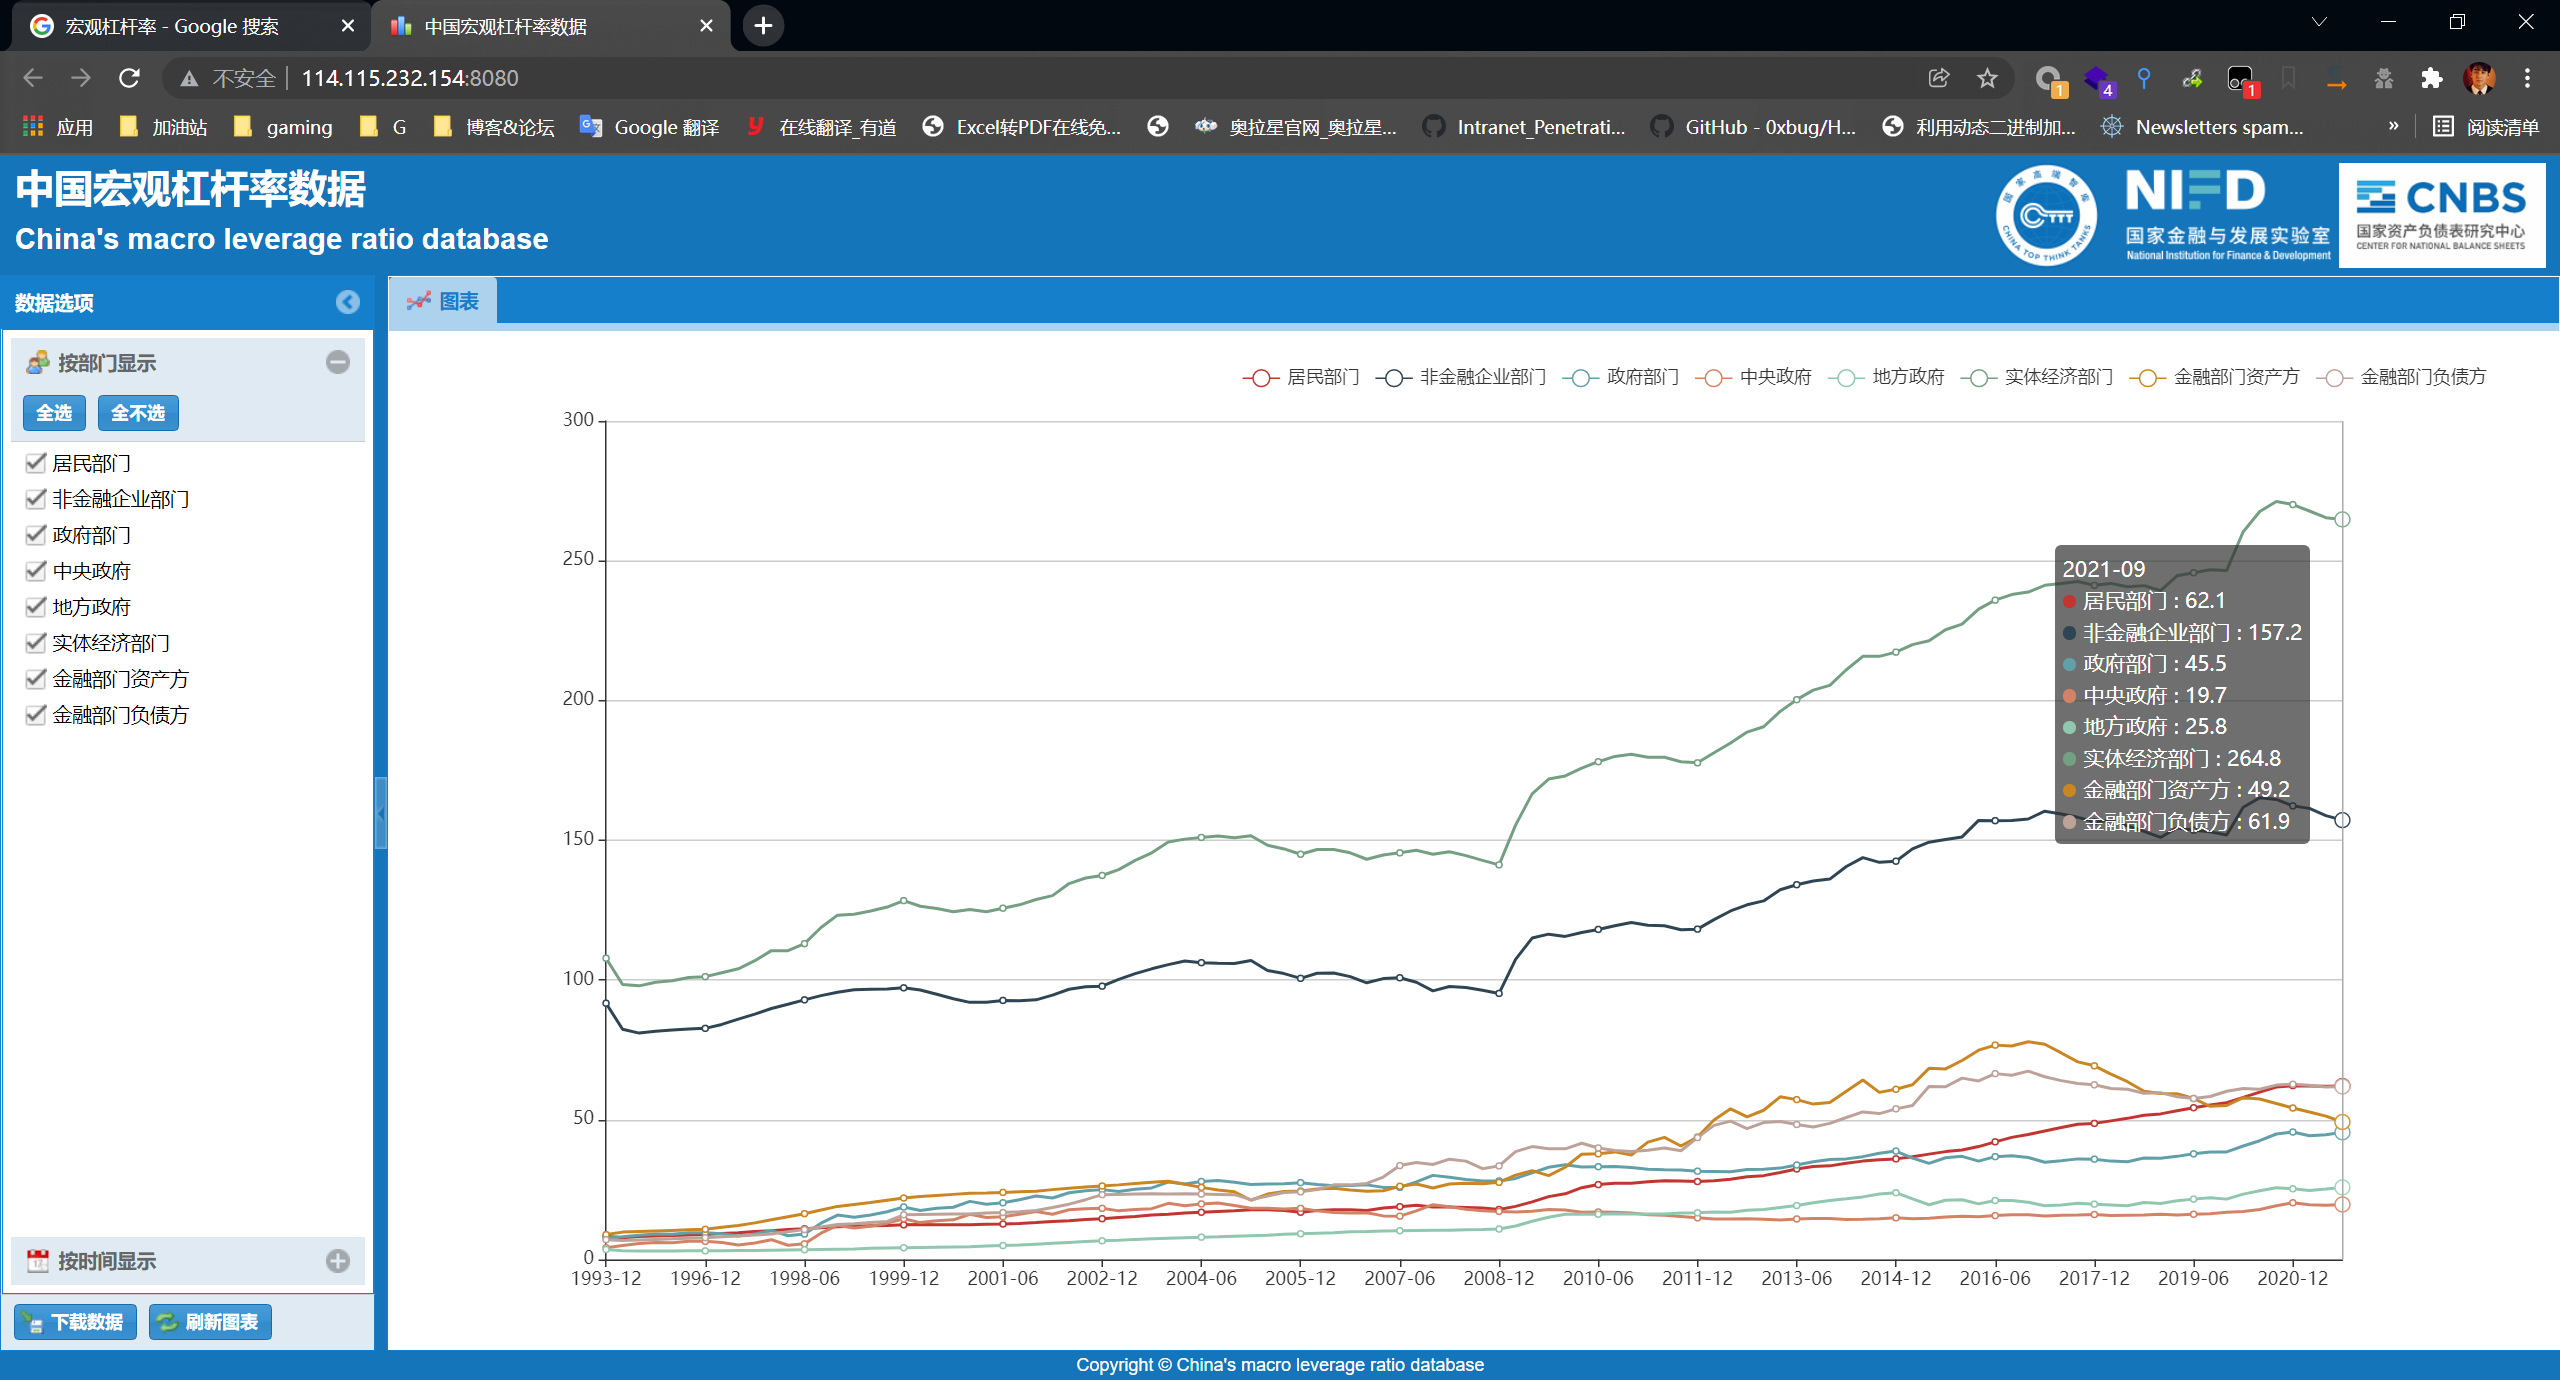 宏观杠杆率 - Google 搜索
中国宏观杠杆率数据
不安全 114.115.232.154:8080
1
4
1
应用
加油站
gaming
G
博客&论坛
Google 翻译
在线翻译_有道
Excel转PDF在线免...
奥拉星官网_奥拉星...
Intranet_Penetrati...
GitHub - 0xbug/H...
利用动态二进制加...
Newsletters spam...
»
阅读清单
中国宏观杠杆率数据
China's macro leverage ratio database
国家高端智库
CHINA TOP THINK TANKS
NIFD
国家金融与发展实验室
National Institution for Finance & Development
CNBS
国家资产负债表研究中心
CENTER FOR NATIONAL BALANCE SHEETS
数据选项
图表
按部门显示
全选 全不选
居民部门
非金融企业部门
政府部门
中央政府
地方政府
实体经济部门
金融部门资产方
金融部门负债方
按时间显示
下载数据 刷新图表
居民部门 非金融企业部门 政府部门 中央政府 地方政府 实体经济部门 金融部门资产方 金融部门负债方
300
250
200
150
100
50
0
1993-12 1996-12 1998-06 1999-12 2001-06 2002-12 2004-06 2005-12 2007-06 2008-12 2010-06 2011-12 2013-06 2014-12 2016-06 2017-12 2019-06 2020-12
2021-09
居民部门 : 62.1
非金融企业部门 : 157.2
政府部门 : 45.5
中央政府 : 19.7
地方政府 : 25.8
实体经济部门 : 264.8
金融部门资产方 : 49.2
金融部门负债方 : 61.9
Copyright © China's macro leverage ratio database